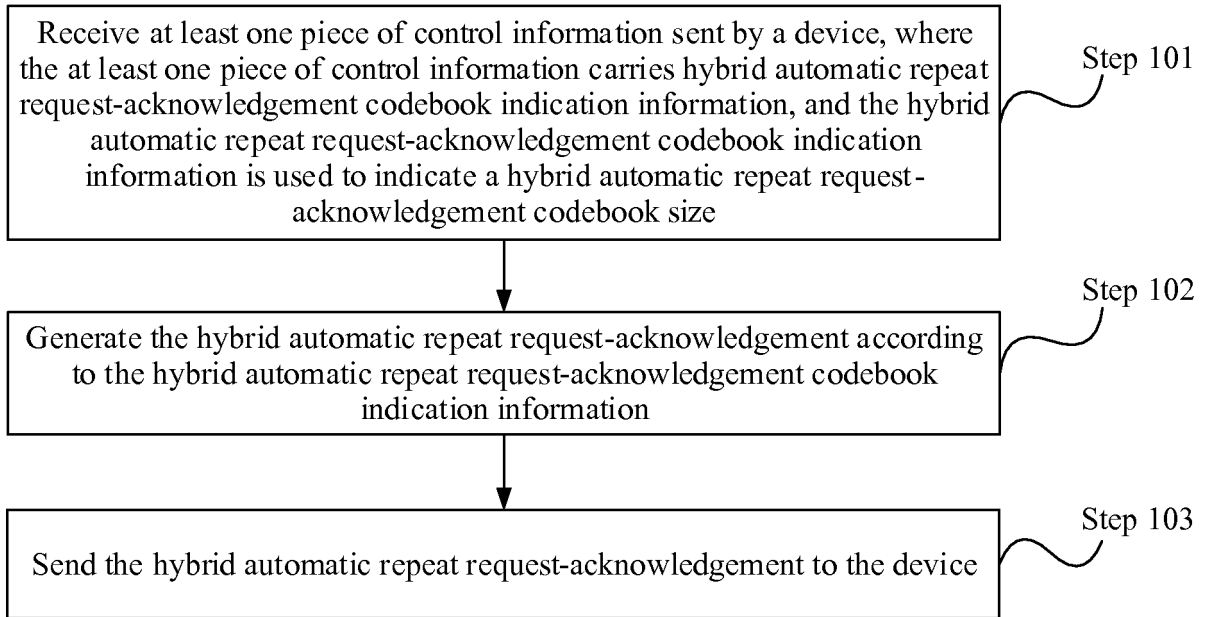 Receive at least one piece of control information sent by a device, where
the at least one piece of control information carries hybrid automatic repeat
request-acknowledgement codebook indication information, and the hybrid
automatic repeat request-acknowledgement codebook indication
information is used to indicate a hybrid automatic repeat request-
acknowledgement codebook size
Step 101
Generate the hybrid automatic repeat request-acknowledgement according
to the hybrid automatic repeat request-acknowledgement codebook
indication information
Step 102
Send the hybrid automatic repeat request-acknowledgement to the device
Step 103